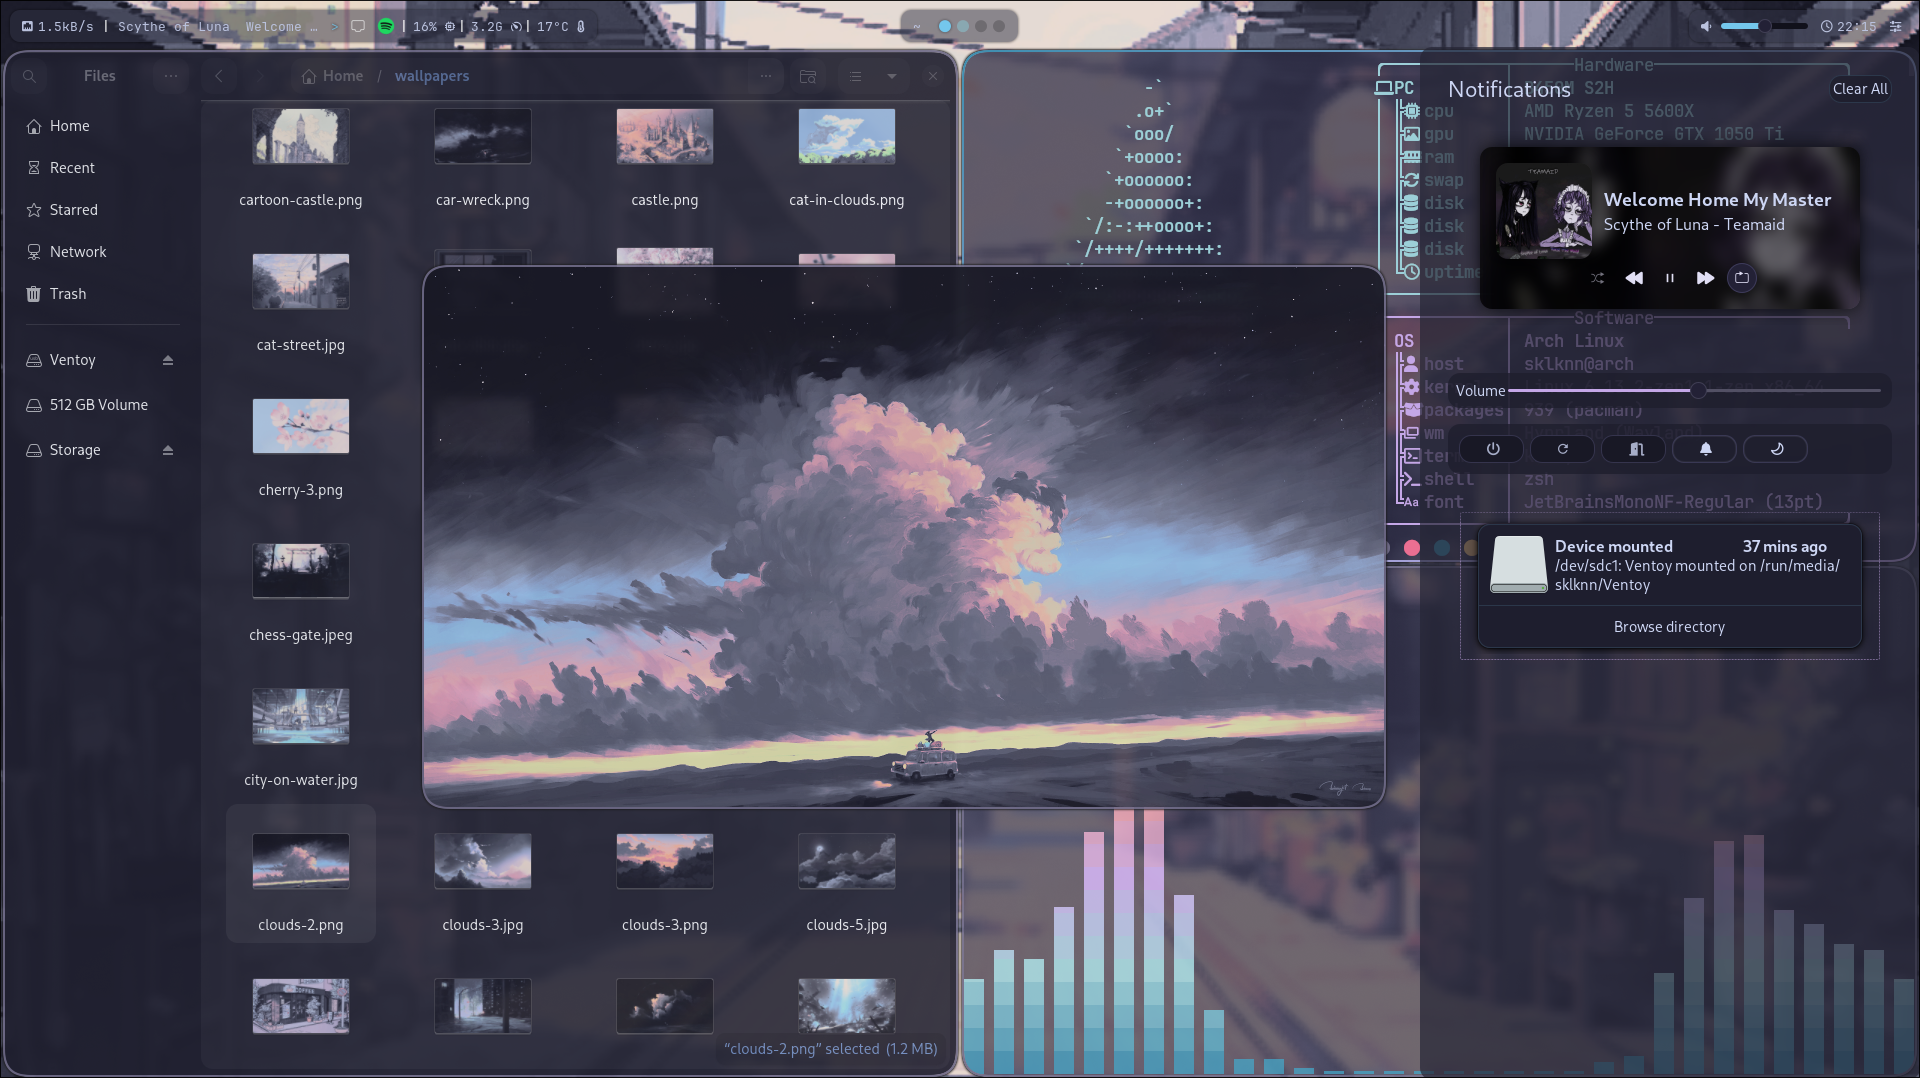 1.5kB/s | Scythe of Luna Welcome … > | 16% | 3.2G | 17°C
~
22:15
Files
Home / wallpapers
Home
Recent
Starred
Network
Trash
Ventoy
512 GB Volume
Storage
cartoon-castle.png
car-wreck.png
castle.png
cat-in-clouds.png
cat-street.jpg
cherry-3.png
chess-gate.jpeg
city-on-water.jpg
clouds-2.png
clouds-3.jpg
clouds-3.png
clouds-5.jpg
"clouds-2.png" selected (1.2 MB)
-`
.o+`
`ooo/
`+oooo:
`+oooooo:
-+oooooo+:
`/:-:++oooo+:
`/++++/+++++++:
Hardware
PC S2H
cpu AMD Ryzen 5 5600X
gpu NVIDIA GeForce GTX 1050 Ti
ram
swap
disk
disk
disk
uptime
Software
OS Arch Linux
host sklknn@arch
packages 939 (pacman)
wm Hyprland (Wayland)
shell zsh
font JetBrainsMonoNF-Regular (13pt)
Notifications
Clear All
TEAMAID
Welcome Home My Master
Scythe of Luna - Teamaid
Volume
Device mounted 37 mins ago
/dev/sdc1: Ventoy mounted on /run/media/
sklknn/Ventoy
Browse directory